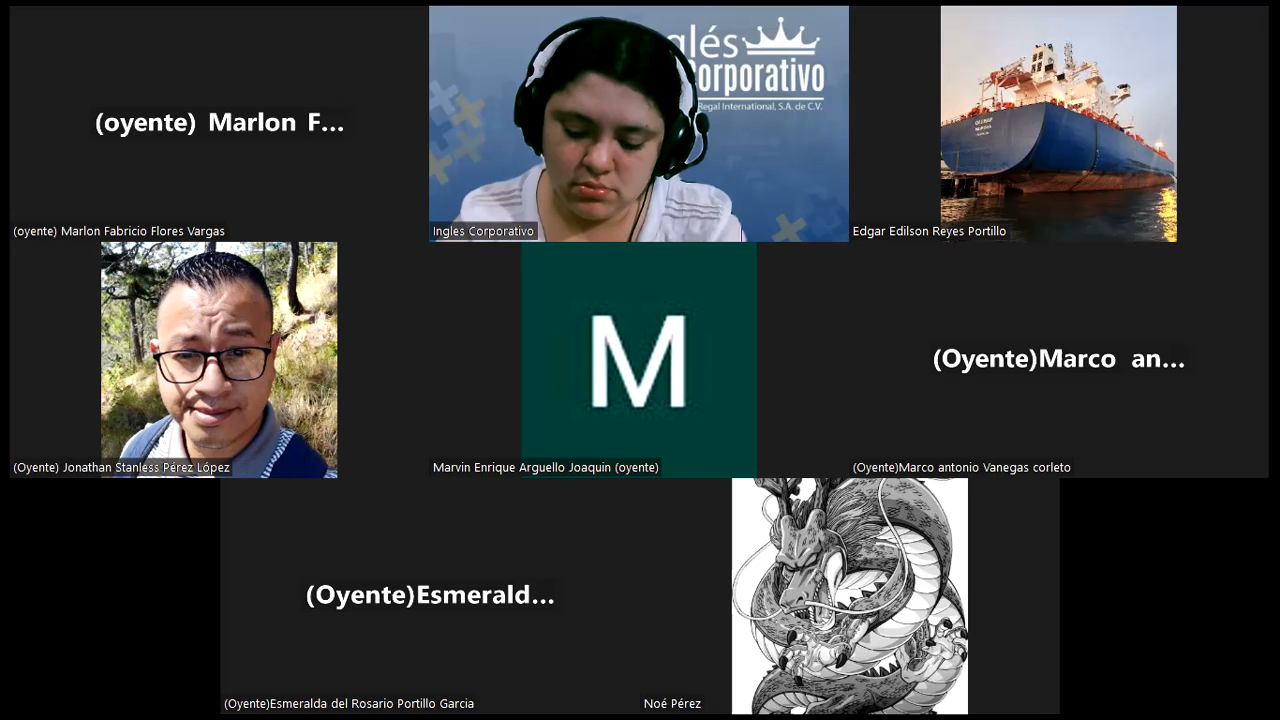 (oyente) Marlon F...
(oyente) Marlon Fabricio Flores Vargas
glés
Corporativo
Regal International, S.A. de C.V.
Ingles Corporativo
Edgar Edilson Reyes Portillo
(Oyente) Jonathan Stanless Pérez López
M
Marvin Enrique Arguello Joaquin (oyente)
(Oyente)Marco an...
(Oyente)Marco antonio Vanegas corleto
(Oyente)Esmerald...
(Oyente)Esmeralda del Rosario Portillo Garcia
Noé Pérez